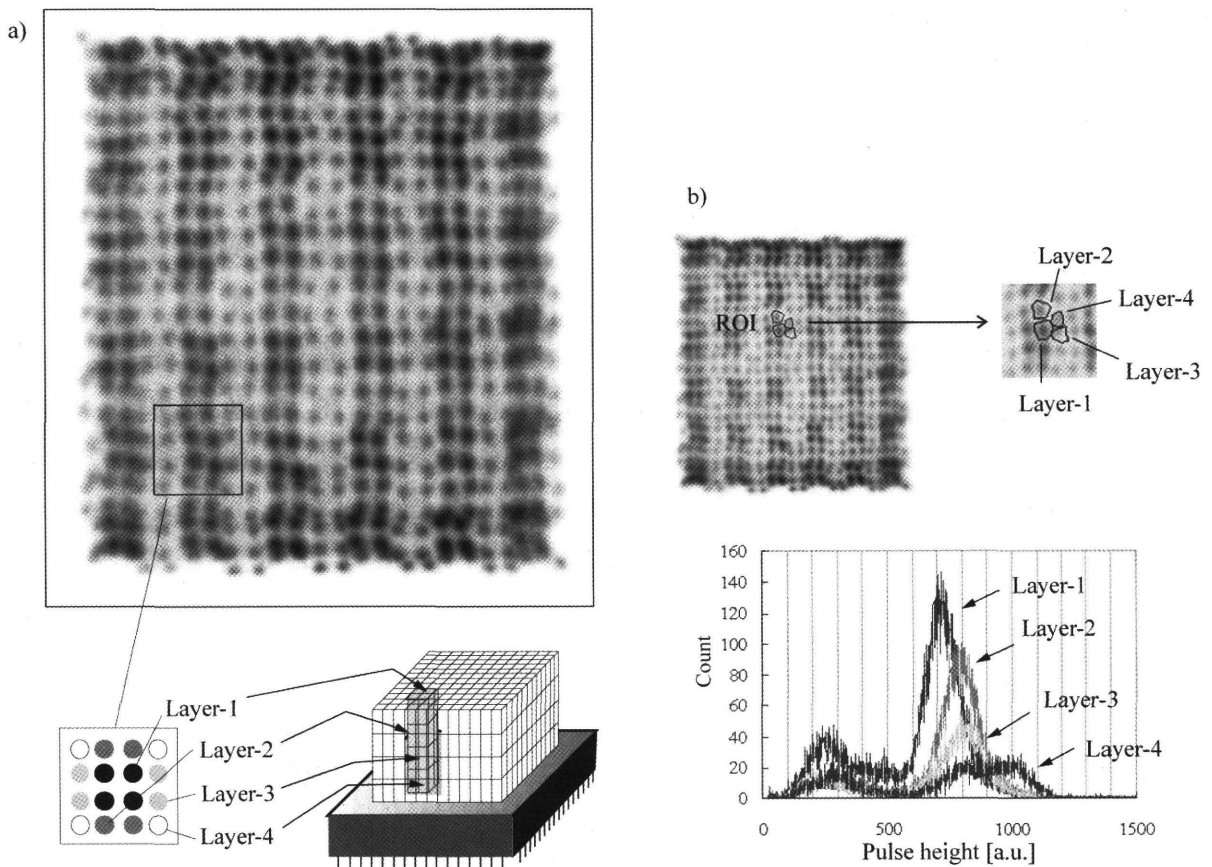 a)
Layer-1
Layer-2
Layer-3
Layer-4
b)
ROI
Layer-2
Layer-4
Layer-3
Layer-1
160
140
120
100
80
60
40
20
0
Count
Layer-1
Layer-2
Layer-3
Layer-4
0 500 1000 1500
Pulse height [a.u.]